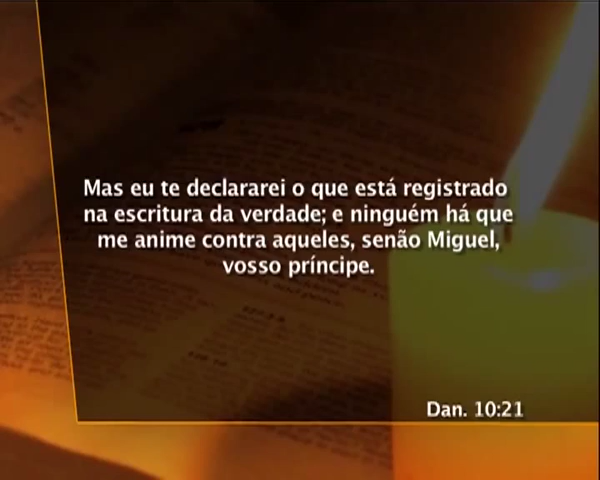 Mas eu te declararei o que está registrado
na escritura da verdade; e ninguém há que
me anime contra aqueles, senão Miguel,
vosso príncipe.
Dan. 10:21